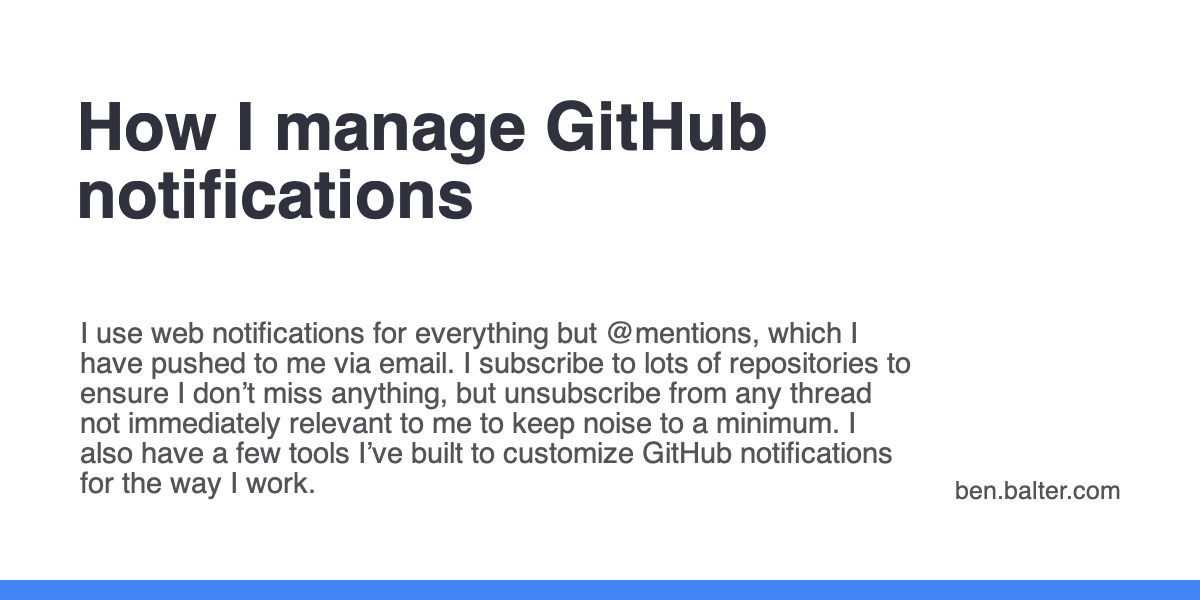 How I manage GitHub
notifications
I use web notifications for everything but @mentions, which I
have pushed to me via email. I subscribe to lots of repositories to
ensure I don’t miss anything, but unsubscribe from any thread
not immediately relevant to me to keep noise to a minimum. I
also have a few tools I’ve built to customize GitHub notifications
for the way I work.
ben.balter.com